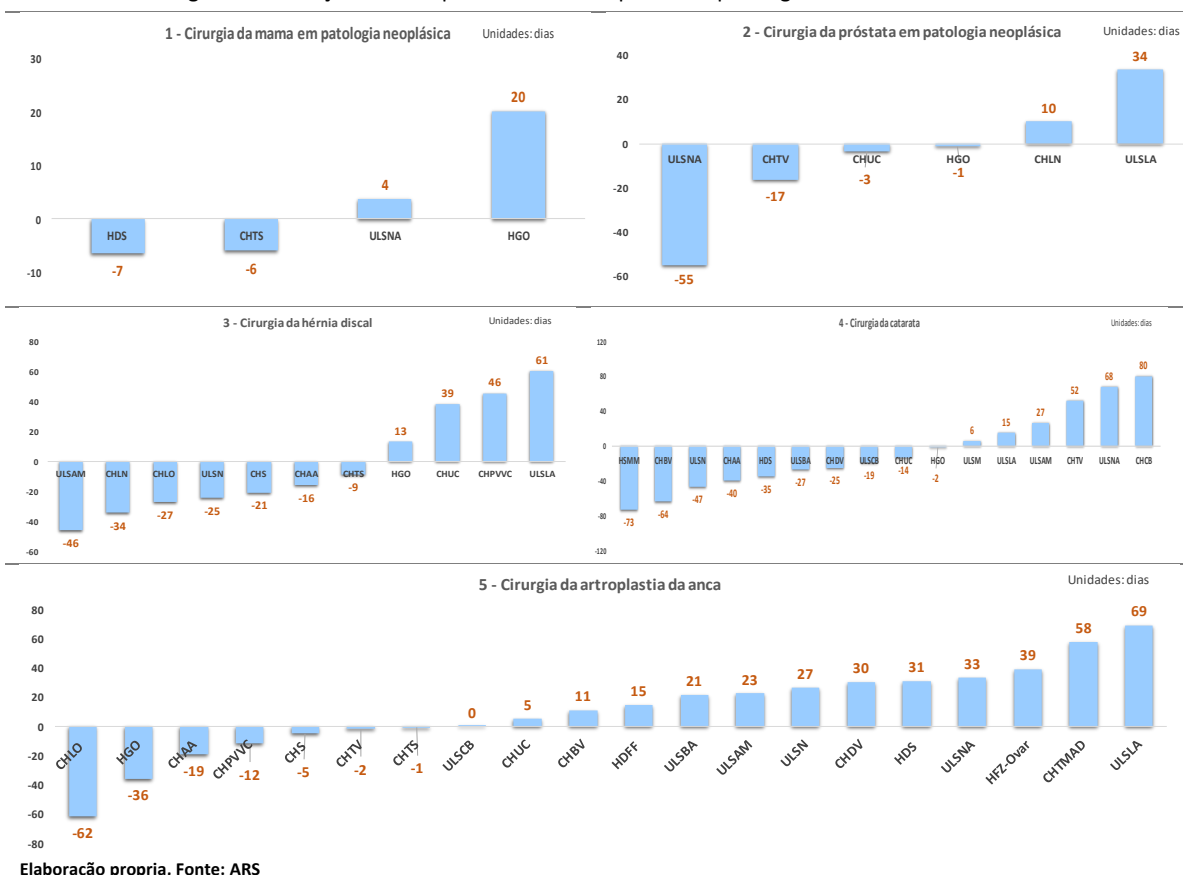 1 - Cirurgia da mama em patologia neoplásica
Unidades: dias
30
20
10
0
-10
HDS
CHTS
ULSNA
HGO
-7
-6
4
20
2 - Cirurgia da próstata em patologia neoplásica
Unidades: dias
40
20
0
-20
-40
-60
ULSNA
CHTV
CHUC
HGO
CHLN
ULSLA
-55
-17
-3
-1
10
34
3 - Cirurgia da hérnia discal
Unidades: dias
80
60
40
20
0
-20
-40
-60
ULSAM
CHLN
CHLO
ULSN
CHS
CHAA
CHTS
HGO
CHUC
CHPVVC
ULSLA
-46
-34
-27
-25
-21
-16
-9
13
39
46
61
4 - Cirurgia da catarata
Unidades: dias
120
80
40
0
-40
-80
-120
HSMM
CHBV
ULSN
CHAA
HDS
ULSBA
CHDV
ULSCB
CHUC
HGO
ULSM
ULSLA
ULSAM
CHTV
ULSNA
CHCB
-73
-64
-47
-40
-35
-27
-25
-19
-14
-2
6
15
27
52
68
80
5 - Cirurgia da artroplastia da anca
Unidades: dias
80
60
40
20
0
-20
-40
-60
-80
CHLO
HGO
CHAA
CHPVVC
CHS
CHTV
CHTS
ULSCB
CHUC
CHBV
HDFF
ULSBA
ULSAM
ULSN
CHDV
HDS
ULSNA
HFZ-Ovar
CHTMAD
ULSLA
-62
-36
-19
-12
-5
-2
-1
0
5
11
15
21
23
27
30
31
33
39
58
69
Elaboração propria. Fonte: ARS